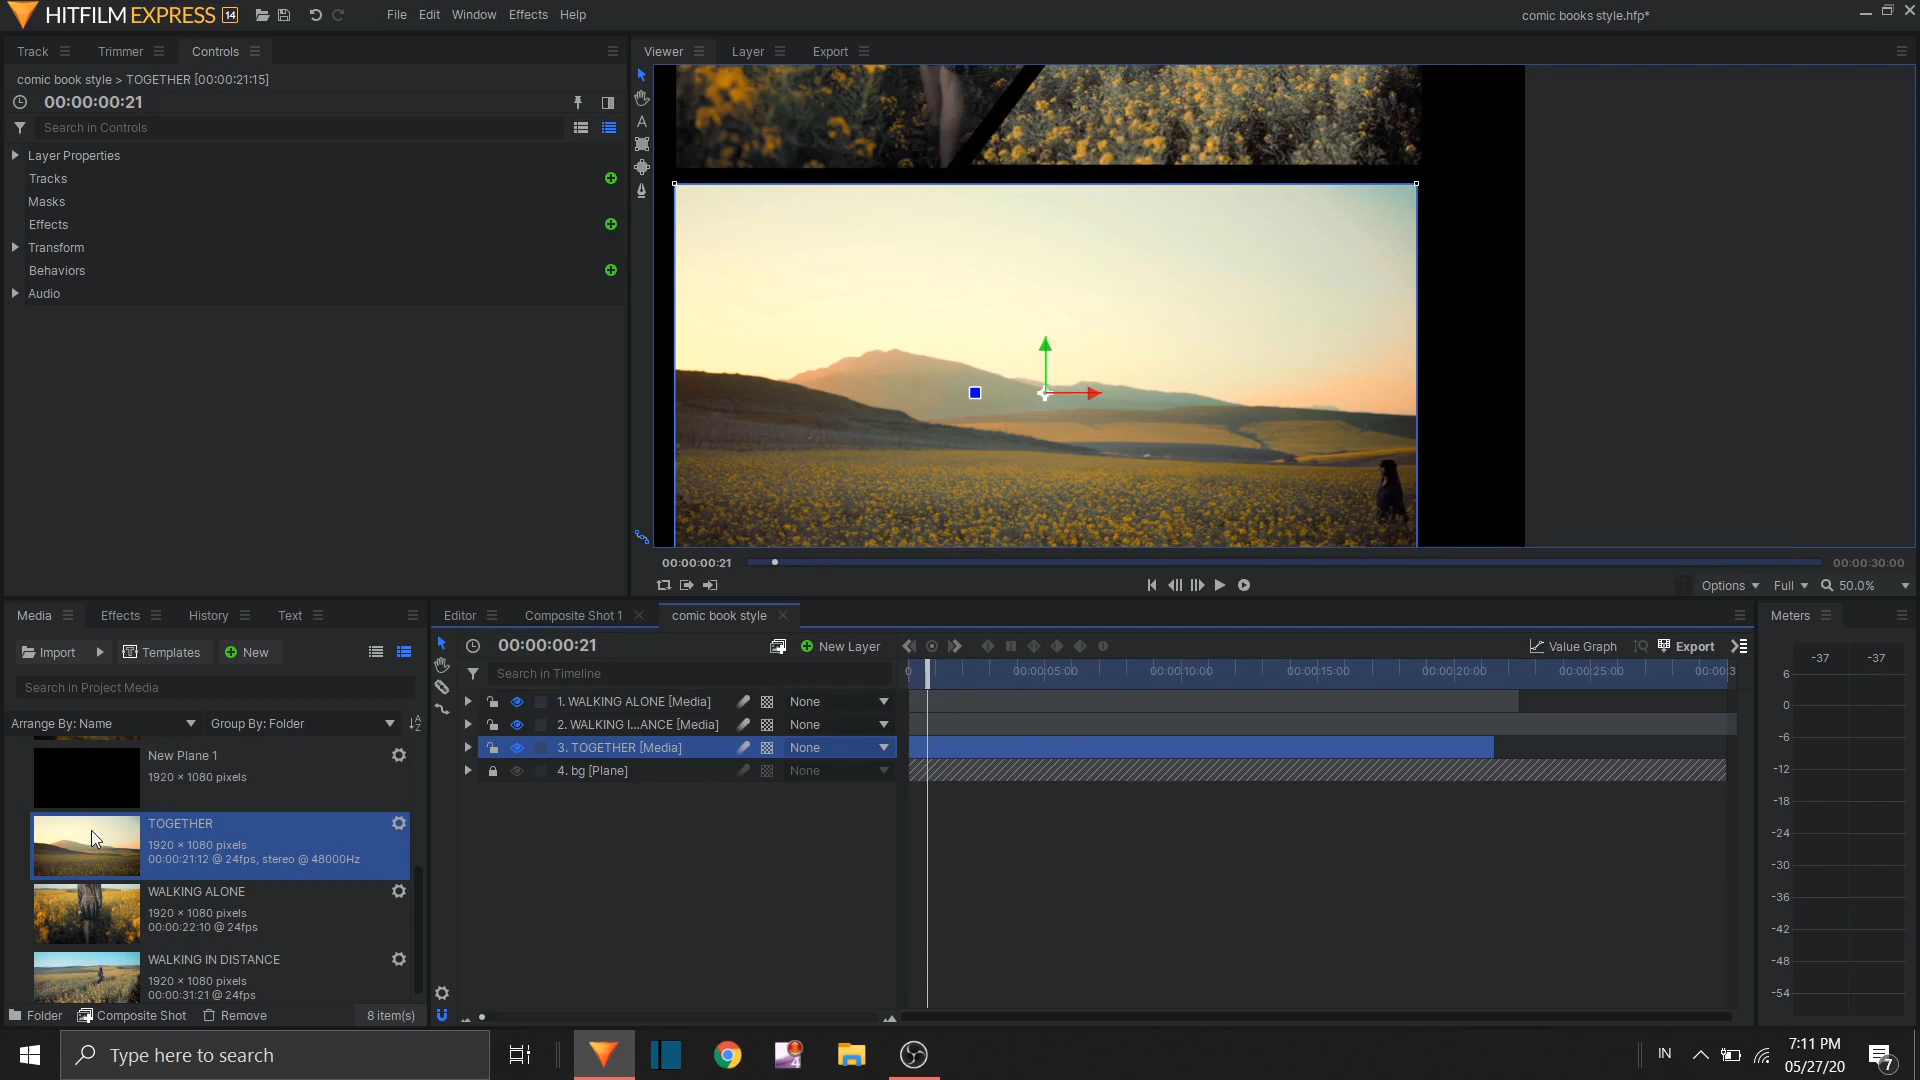 HITFILM EXPRESS 14 File Edit Window Effects Help comic books style.hfp*
Track Trimmer Controls
comic book style > TOGETHER [00:00:21:15]
00:00:00:21
Search in Controls
Layer Properties
Tracks
Masks
Effects
Transform
Behaviors
Audio
Viewer Layer Export
00:00:00:21 00:00:30:00
Options Full 50.0%
Media Effects History Text
Import Templates New
Search in Project Media
Arrange By: Name Group By: Folder
New Plane 1
1920 × 1080 pixels
TOGETHER
1920 × 1080 pixels
00:00:21:12 @ 24fps, stereo @ 48000Hz
WALKING ALONE
1920 × 1080 pixels
00:00:22:10 @ 24fps
WALKING IN DISTANCE
1920 × 1080 pixels
00:00:31:21 @ 24fps
Folder Composite Shot Remove 8 item(s)
Editor Composite Shot 1 comic book style
00:00:00:21 New Layer Value Graph Export
Search in Timeline 0 00:00:05:00 00:00:10:00 00:00:15:00 00:00:20:00 00:00:25:00 00:00:3
1. WALKING ALONE [Media] None
2. WALKING I...ANCE [Media] None
3. TOGETHER [Media] None
4. bg [Plane] None
Meters
-37 -37
6
0
-6
-12
-18
-24
-30
-36
-42
-48
-54
Type here to search
4
IN
7:11 PM
05/27/20
7